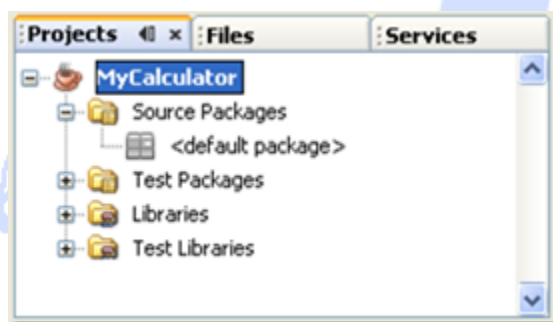 Projects Files Services
MyCalculator
Source Packages
<default package>
Test Packages
Libraries
Test Libraries